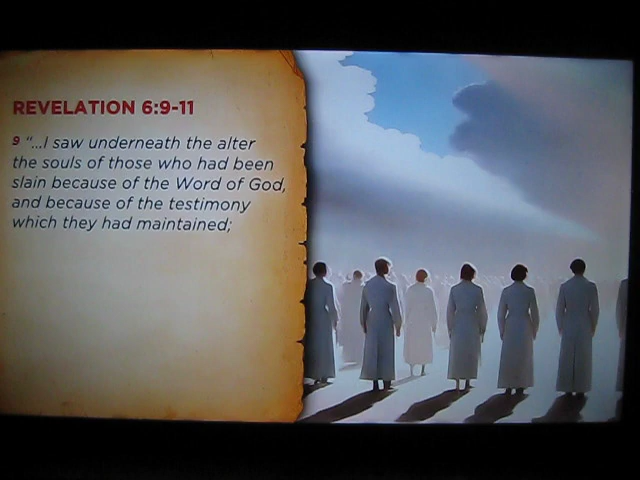 REVELATION 6:9-11
9 "...I saw underneath the alter
the souls of those who had been
slain because of the Word of God,
and because of the testimony
which they had maintained;